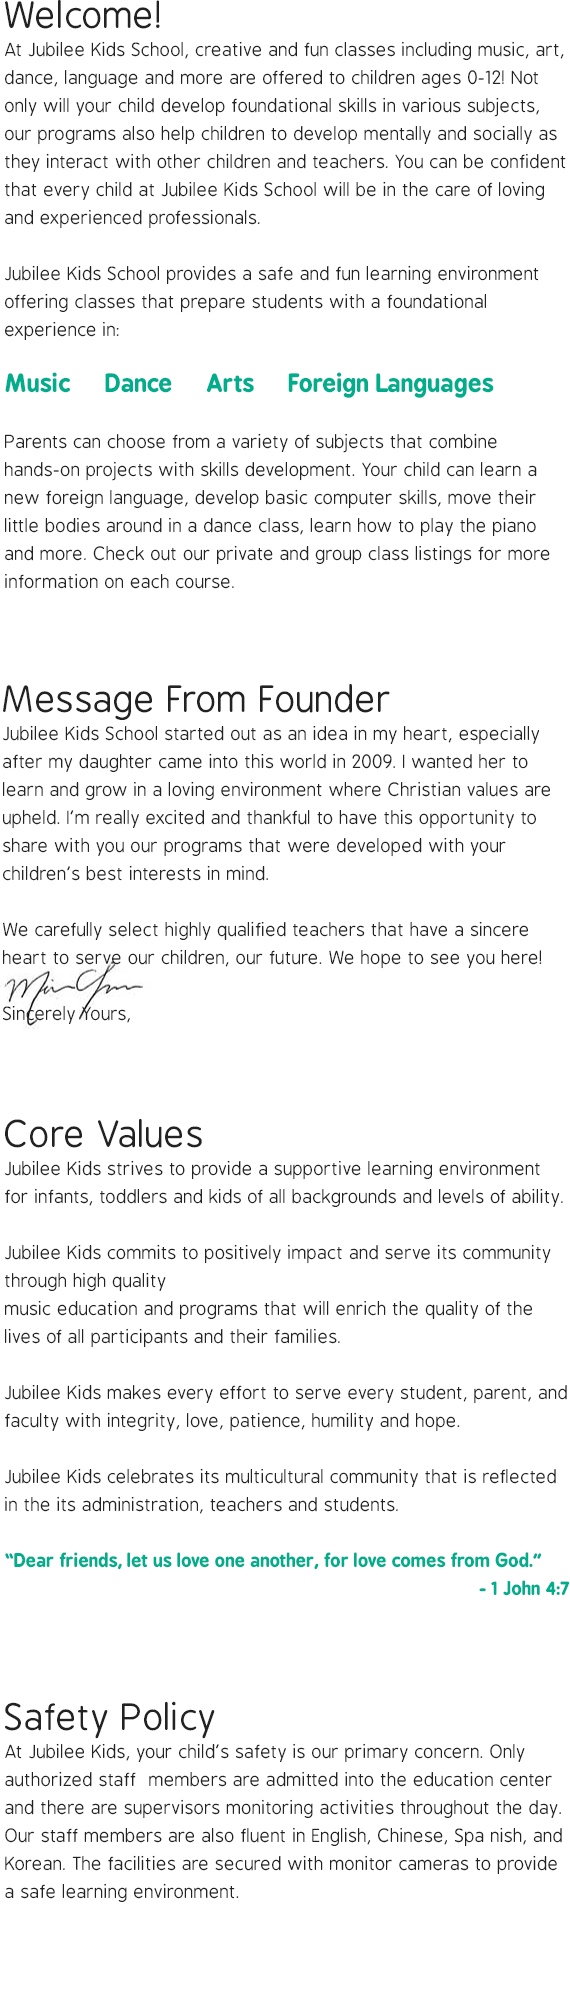 Welcome!
At Jubilee Kids School, creative and fun classes including music, art,
dance, language and more are offered to children ages 0-12! Not
only will your child develop foundational skills in various subjects,
our programs also help children to develop mentally and socially as
they interact with other children and teachers. You can be confident
that every child at Jubilee Kids School will be in the care of loving
and experienced professionals.
Jubilee Kids School provides a safe and fun learning environment
offering classes that prepare students with a foundational
experience in:
Music Dance Arts Foreign Languages
Parents can choose from a variety of subjects that combine
hands-on projects with skills development. Your child can learn a
new foreign language, develop basic computer skills, move their
little bodies around in a dance class, learn how to play the piano
and more. Check out our private and group class listings for more
information on each course.
Message From Founder
Jubilee Kids School started out as an idea in my heart, especially
after my daughter came into this world in 2009. I wanted her to
learn and grow in a loving environment where Christian values are
upheld. I'm really excited and thankful to have this opportunity to
share with you our programs that were developed with your
children's best interests in mind.
We carefully select highly qualified teachers that have a sincere
heart to serve our children, our future. We hope to see you here!
Sincerely Yours,
Core Values
Jubilee Kids strives to provide a supportive learning environment
for infants, toddlers and kids of all backgrounds and levels of ability.
Jubilee Kids commits to positively impact and serve its community
through high quality
music education and programs that will enrich the quality of the
lives of all participants and their families.
Jubilee Kids makes every effort to serve every student, parent, and
faculty with integrity, love, patience, humility and hope.
Jubilee Kids celebrates its multicultural community that is reflected
in the its administration, teachers and students.
“Dear friends, let us love one another, for love comes from God.”
- 1 John 4:7
Safety Policy
At Jubilee Kids, your child's safety is our primary concern. Only
authorized staff members are admitted into the education center
and there are supervisors monitoring activities throughout the day.
Our staff members are also fluent in English, Chinese, Spa nish, and
Korean. The facilities are secured with monitor cameras to provide
a safe learning environment.